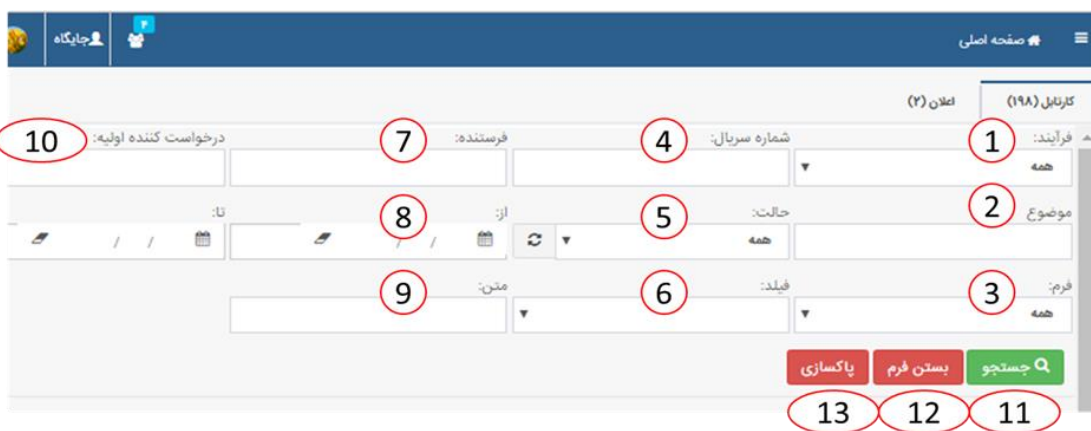 صفحه اصلی جایگاه ۴
کارتابل (۱۹۸) اعلان (۲)
فرآیند: 1 شماره سریال: 4 فرستنده: 7 درخواست کننده اولیه: 10
همه
موضوع 2 حالت: 5 از: 8 تا:
همه / / / /
فرم: 3 فیلد: 6 متن: 9
همه
جستجو بستن فرم پاکسازی
11 12 13